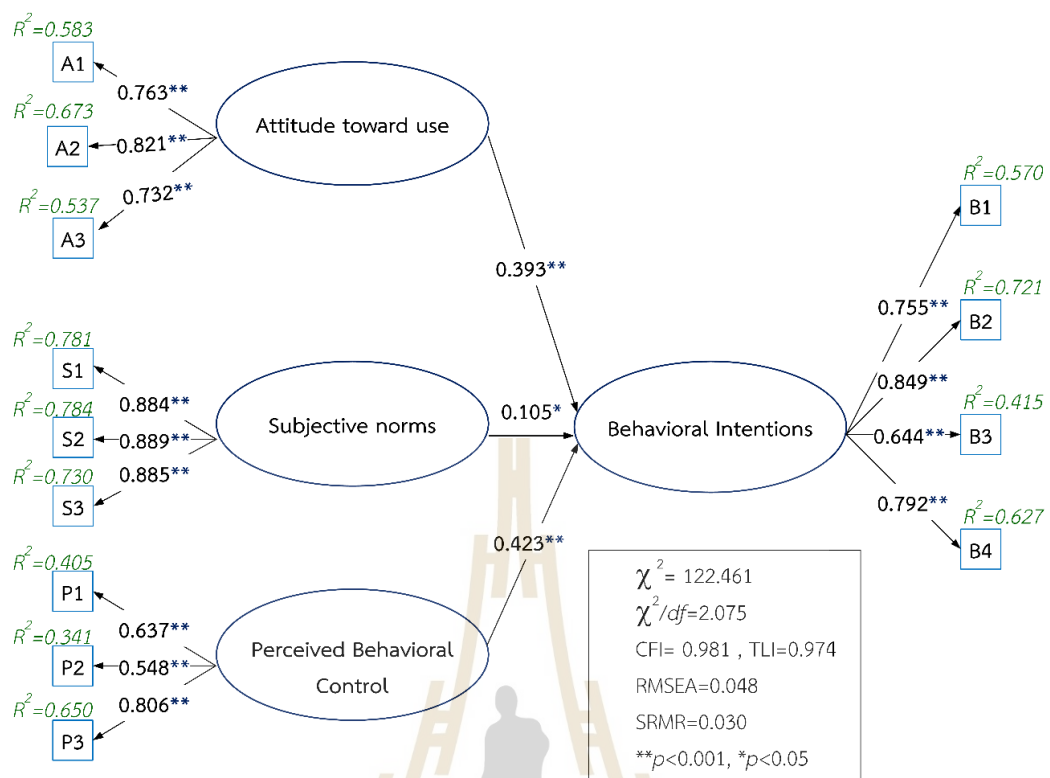 R²=0.583
A1
0.763**
R²=0.673
A2
0.821**
R²=0.537
A3
0.732**
Attitude toward use
0.393**
R²=0.781
S1
0.884**
R²=0.784
S2
0.889**
R²=0.730
S3
0.885**
Subjective norms
0.105*
R²=0.405
P1
0.637**
R²=0.341
P2
0.548**
R²=0.650
P3
0.806**
Perceived Behavioral
Control
0.423**
Behavioral Intentions
R²=0.570
B1
0.755**
R²=0.721
B2
0.849**
R²=0.415
B3
0.644**
R²=0.627
B4
0.792**
χ² = 122.461
χ²/df=2.075
CFI= 0.981 , TLI=0.974
RMSEA=0.048
SRMR=0.030
**p<0.001, *p<0.05